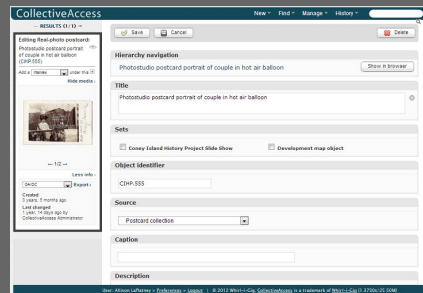 CollectiveAccess
New Find Manage History
← RESULTS (1/1) →
Save Cancel Delete
Editing Real-photo postcard:
Photostudio postcard portrait of couple in hot air balloon (CIHP.555)
Add a under this
Hide media
← 1/2 →
Less info
Export
Created
3 years, 5 months ago
Last changed
1 year, 14 days ago by CollectiveAccess Administrator
Hierarchy navigation
Photostudio postcard portrait of couple in hot air balloon
Show in browser
Title
Photostudio postcard portrait of couple in hot air balloon
Sets
Coney Island History Project Slide Show Development map object
Object identifier
CIHP.555
Source
Postcard collection
Caption
Description
User: Allison LaPlatney > Preferences > Logout | © 2012 Whirl-i-Gig. CollectiveAccess is a trademark of Whirl-i-Gig